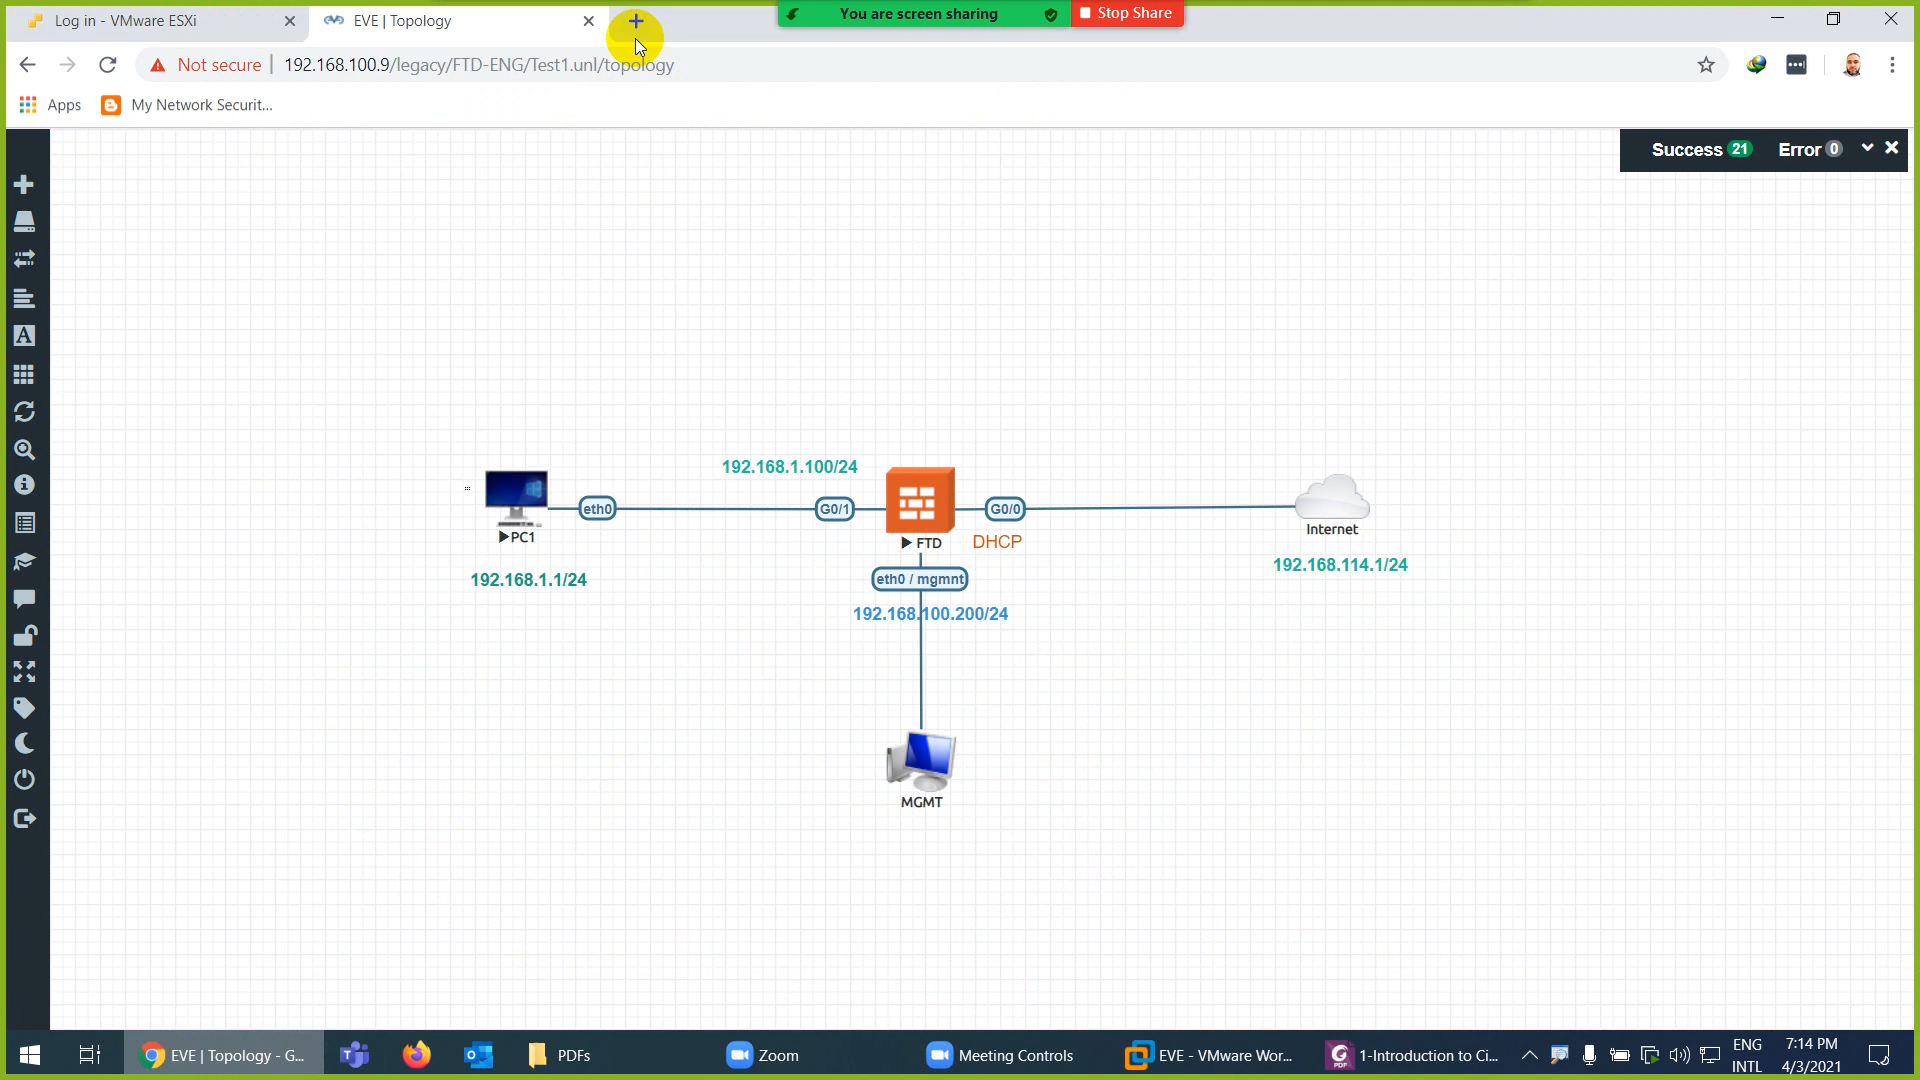 Log in - VMware ESXi
EVE | Topology
You are screen sharing
Stop Share
Not secure
192.168.100.9/legacy/FTD-ENG/Test1.unl/topology
Apps
My Network Securit...
Success 21 Error 0
192.168.1.100/24
eth0
G0/1
G0/0
PC1
FTD
DHCP
Internet
192.168.1.1/24
eth0 / mgmnt
192.168.114.1/24
192.168.100.200/24
MGMT
EVE | Topology - G...
PDFs
Zoom
Meeting Controls
EVE - VMware Wor...
1-Introduction to Ci...
ENG
INTL
7:14 PM
4/3/2021